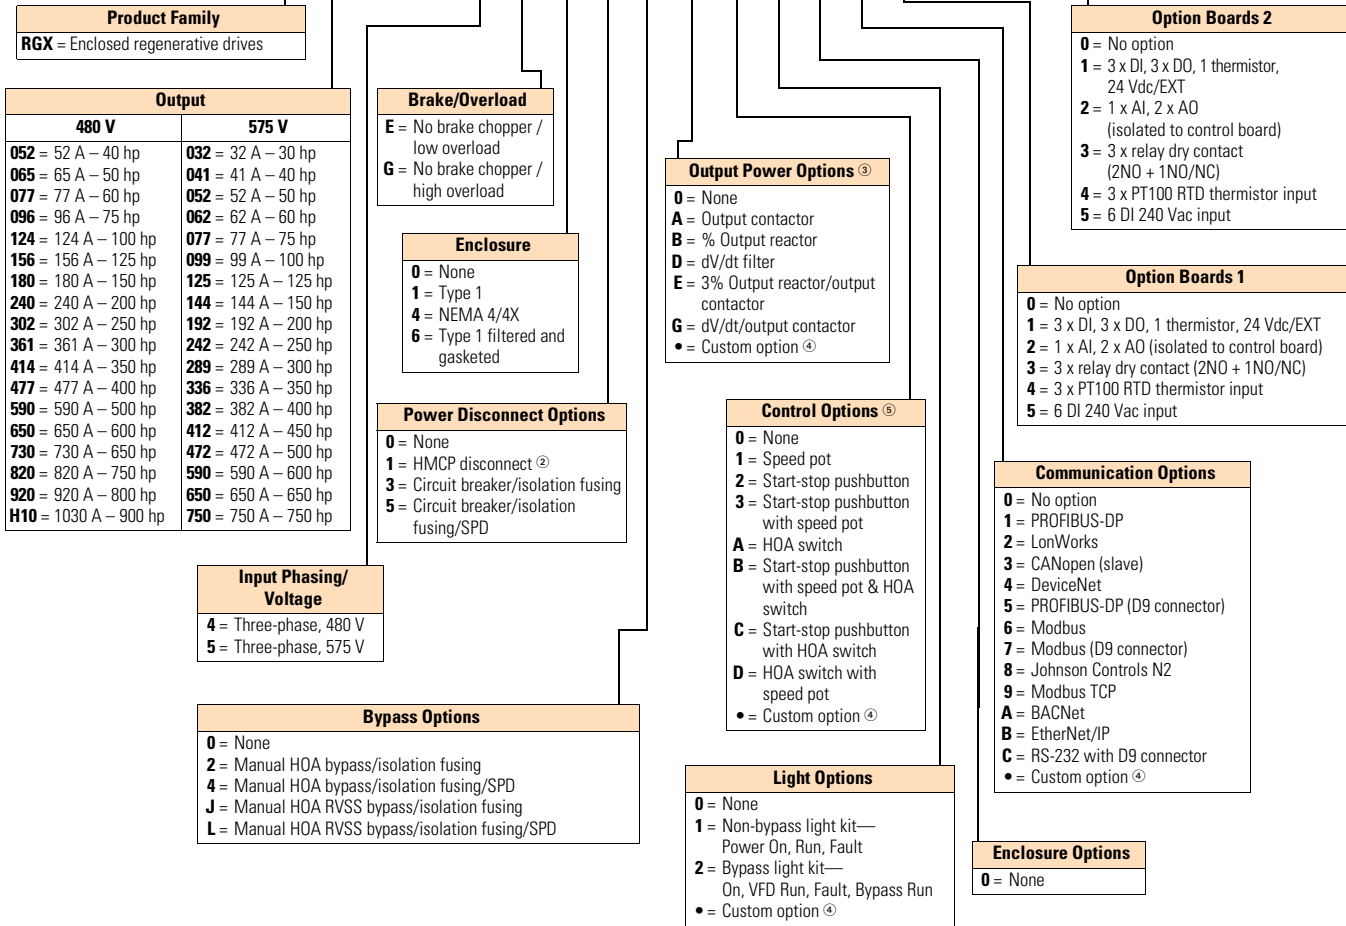 Product Family
RGX = Enclosed regenerative drives
Output
480 V
052 = 52 A – 40 hp
065 = 65 A – 50 hp
077 = 77 A – 60 hp
096 = 96 A – 75 hp
124 = 124 A – 100 hp
156 = 156 A – 125 hp
180 = 180 A – 150 hp
240 = 240 A – 200 hp
302 = 302 A – 250 hp
361 = 361 A – 300 hp
414 = 414 A – 350 hp
477 = 477 A – 400 hp
590 = 590 A – 500 hp
650 = 650 A – 600 hp
730 = 730 A – 650 hp
820 = 820 A – 750 hp
920 = 920 A – 800 hp
H10 = 1030 A – 900 hp
575 V
032 = 32 A – 30 hp
041 = 41 A – 40 hp
052 = 52 A – 50 hp
062 = 62 A – 60 hp
077 = 77 A – 75 hp
099 = 99 A – 100 hp
125 = 125 A – 125 hp
144 = 144 A – 150 hp
192 = 192 A – 200 hp
242 = 242 A – 250 hp
289 = 289 A – 300 hp
336 = 336 A – 350 hp
382 = 382 A – 400 hp
412 = 412 A – 450 hp
472 = 472 A – 500 hp
590 = 590 A – 600 hp
650 = 650 A – 650 hp
750 = 750 A – 750 hp
Input Phasing/
Voltage
4 = Three-phase, 480 V
5 = Three-phase, 575 V
Brake/Overload
E = No brake chopper /
low overload
G = No brake chopper /
high overload
Enclosure
0 = None
1 = Type 1
4 = NEMA 4/4X
6 = Type 1 filtered and
gasketed
Power Disconnect Options
0 = None
1 = HMCP disconnect ②
3 = Circuit breaker/isolation fusing
5 = Circuit breaker/isolation
fusing/SPD
Bypass Options
0 = None
2 = Manual HOA bypass/isolation fusing
4 = Manual HOA bypass/isolation fusing/SPD
J = Manual HOA RVSS bypass/isolation fusing
L = Manual HOA RVSS bypass/isolation fusing/SPD
Output Power Options ③
0 = None
A = Output contactor
B = % Output reactor
D = dV/dt filter
E = 3% Output reactor/output
contactor
G = dV/dt/output contactor
• = Custom option ④
Control Options ⑤
0 = None
1 = Speed pot
2 = Start-stop pushbutton
3 = Start-stop pushbutton
with speed pot
A = HOA switch
B = Start-stop pushbutton
with speed pot & HOA
switch
C = Start-stop pushbutton
with HOA switch
D = HOA switch with
speed pot
• = Custom option ④
Light Options
0 = None
1 = Non-bypass light kit—
Power On, Run, Fault
2 = Bypass light kit—
On, VFD Run, Fault, Bypass Run
• = Custom option ④
Enclosure Options
0 = None
Communication Options
0 = No option
1 = PROFIBUS-DP
2 = LonWorks
3 = CANopen (slave)
4 = DeviceNet
5 = PROFIBUS-DP (D9 connector)
6 = Modbus
7 = Modbus (D9 connector)
8 = Johnson Controls N2
9 = Modbus TCP
A = BACNet
B = EtherNet/IP
C = RS-232 with D9 connector
• = Custom option ④
Option Boards 1
0 = No option
1 = 3 x DI, 3 x DO, 1 thermistor, 24 Vdc/EXT
2 = 1 x AI, 2 x AO (isolated to control board)
3 = 3 x relay dry contact (2NO + 1NO/NC)
4 = 3 x PT100 RTD thermistor input
5 = 6 DI 240 Vac input
Option Boards 2
0 = No option
1 = 3 x DI, 3 x DO, 1 thermistor,
24 Vdc/EXT
2 = 1 x AI, 2 x AO
(isolated to control board)
3 = 3 x relay dry contact
(2NO + 1NO/NC)
4 = 3 x PT100 RTD thermistor input
5 = 6 DI 240 Vac input